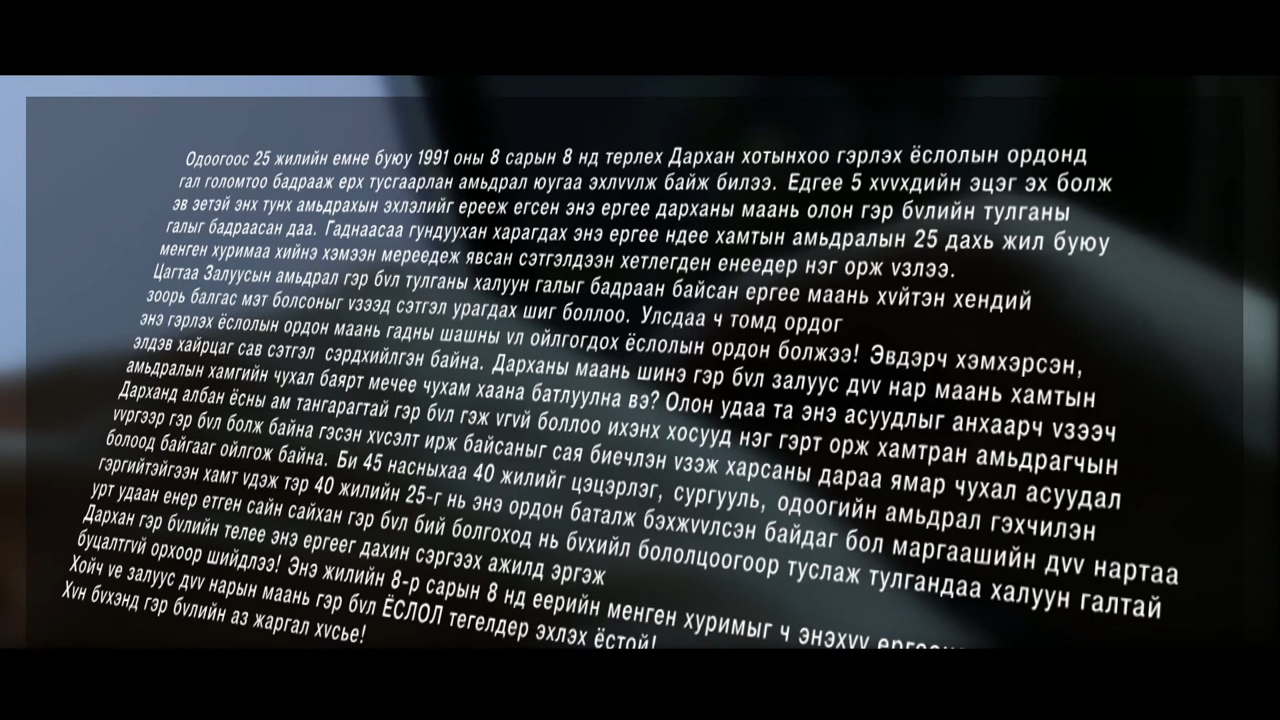 Одоогоос 25 жилийн емне буюу 1991 оны 8 сарын 8 нд терлех Дархан хотынхоо гэрлэх ёслолын ордонд
гал голомтоо бадрааж ерх тусгаарлан амьдрал юугаа эхлvvлж байж билээ. Едгее 5 хvvхдийн эцэг эх болж
эв эетэй энх тунх амьдрахын эхлэлийг ерееж егсен энэ ергее дарханы маань олон гэр бvлийн тулганы
галыг бадраасан даа. Гаднаасаа гундуухан харагдах энэ ергее ндее хамтын амьдралын 25 дахь жил буюу
менген хуримаа хийнэ хэмээн мереедеж явсан сэтгэлдээн хетлегден енеедер нэг орж vзлээ.
Цагтаа Залуусын амьдрал гэр бvл тулганы халуун галыг бадраан байсан ергее маань хvйтэн хендий
зоорь балгас мэт болсоныг vзээд сэтгэл урагдах шиг боллоо. Улсдаа ч томд ордог
энэ гэрлэх ёслолын ордон маань гадны шашны vл ойлгогдох ёслолын ордон болжээ! Эвдэрч хэмхэрсэн,
элдэв хайрцаг сав сэтгэл сэрдхийлгэн байна. Дарханы маань шинэ гэр бvл залуус дvv нар маань хамтын
амьдралын хамгийн чухал баярт мечее чухам хаана батлуулна вэ? Олон удаа та энэ асуудлыг анхаарч vзээч
Дарханд албан ёсны ам тангарагтай гэр бvл гэж vгvй боллоо ихэнх хосууд нэг гэрт орж хамтран амьдрагчын
vvргээр гэр бvл болж байна гэсэн хvсэлт ирж байсаныг сая биечлэн vзэж харсаны дараа ямар чухал асуудал
болоод байгааг ойлгож байна. Би 45 насныхаа 40 жилийг цэцэрлэг, сургууль, одоогийн амьдрал гэхчилэн
гэргийтэйгээн хамт vдэж тэр 40 жилийн 25-г нь энэ ордон баталж бэхжvvлсэн байдаг бол маргаашийн дvv нартаа
урт удаан енер етген сайн сайхан гэр бvл бий болгоход нь бvхийл бололцоогоор туслаж тулгандаа халуун галтай
Дархан гэр бvлийн телее энэ ергеег дахин сэргээх ажилд эргэж
буцалтгvй орхоор шийдлээ! Энэ жилийн 8-р сарын 8 нд еерийн менген хуримыг ч энэхvv
Хойч vе залуус дvv нарын маань гэр бvл ЁСЛОЛ тегелдер эхлэх ёстой!
Хvн бvхэнд гэр бvлийн аз жаргал хvсье!